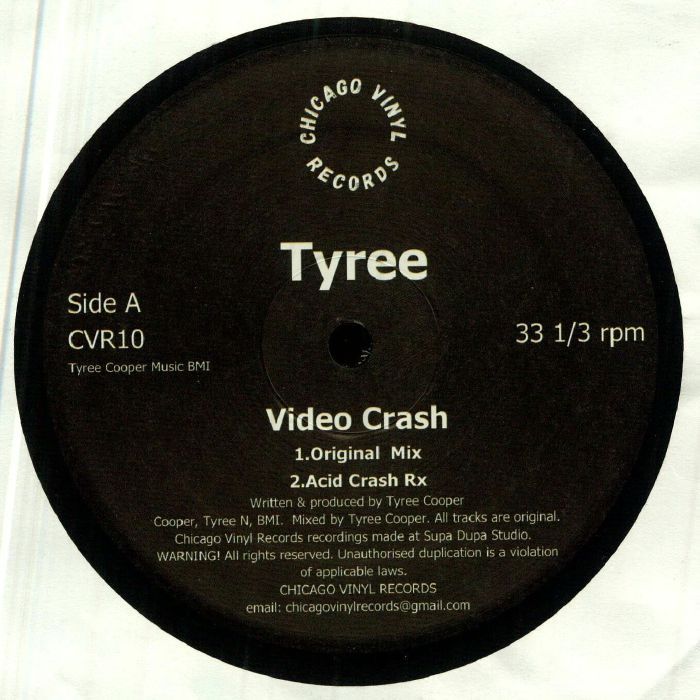 CHICAGO VINYL
RECORDS
Tyree
Side A
CVR10
33 1/3 rpm
Tyree Cooper Music BMI
Video Crash
1.Original  Mix
2.Acid Crash Rx
Written & produced by Tyree Cooper
Cooper, Tyree N, BMI.  Mixed by Tyree Cooper. All tracks are original.
Chicago Vinyl Records recordings made at Supa Dupa Studio.
WARNING! All rights reserved. Unauthorised duplication is a violation
of applicable laws.
CHICAGO VINYL RECORDS
email: chicagovinylrecords@gmail.com